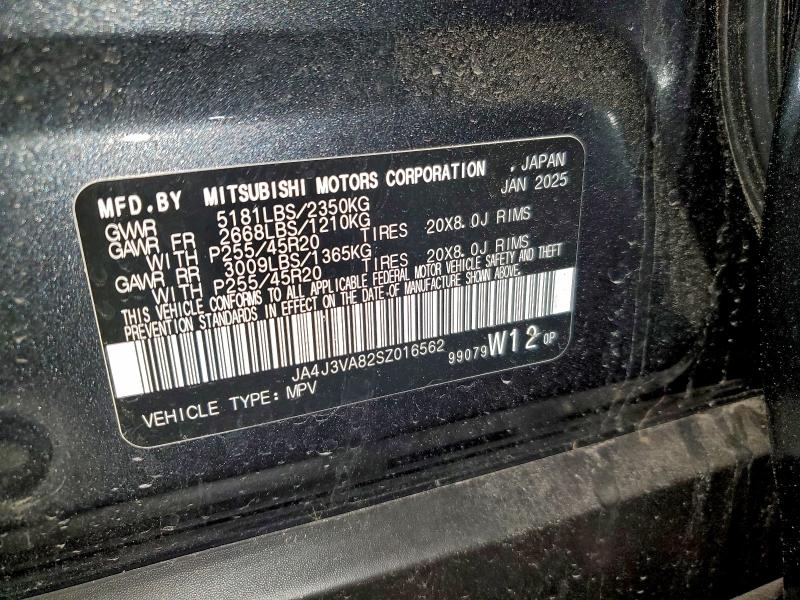 MFD.BY MITSUBISHI MOTORS CORPORATION , JAPAN
GVWR 5181LBS/2350KG JAN 2025
GAWR FR 2668LBS/1210KG
WITH P255/45R20 TIRES 20X8.0J RIMS
GAWR RR 3009LBS/1365KG
WITH P255/45R20 TIRES 20X8.0J RIMS
THIS VEHICLE CONFORMS TO ALL APPLICABLE FEDERAL MOTOR VEHICLE SAFETY AND THEFT
PREVENTION STANDARDS IN EFFECT ON THE DATE OF MANUFACTURE SHOWN ABOVE.
JA4J3VA82SZ016562 99079 W12 0P
VEHICLE TYPE: MPV